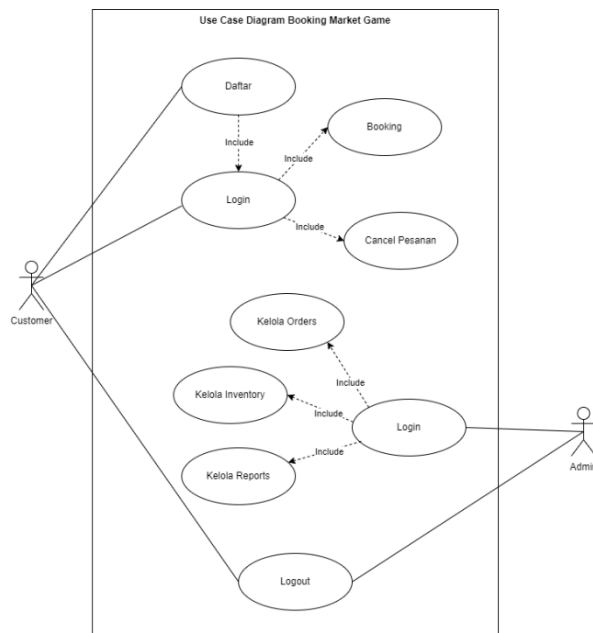 Use Case Diagram Booking Market Game
Daftar
Include
Booking
Include
Login
Include
Cancel Pesanan
Customer
Kelola Orders
Include
Kelola Inventory
Include
Login
Include
Kelola Reports
Admin
Logout